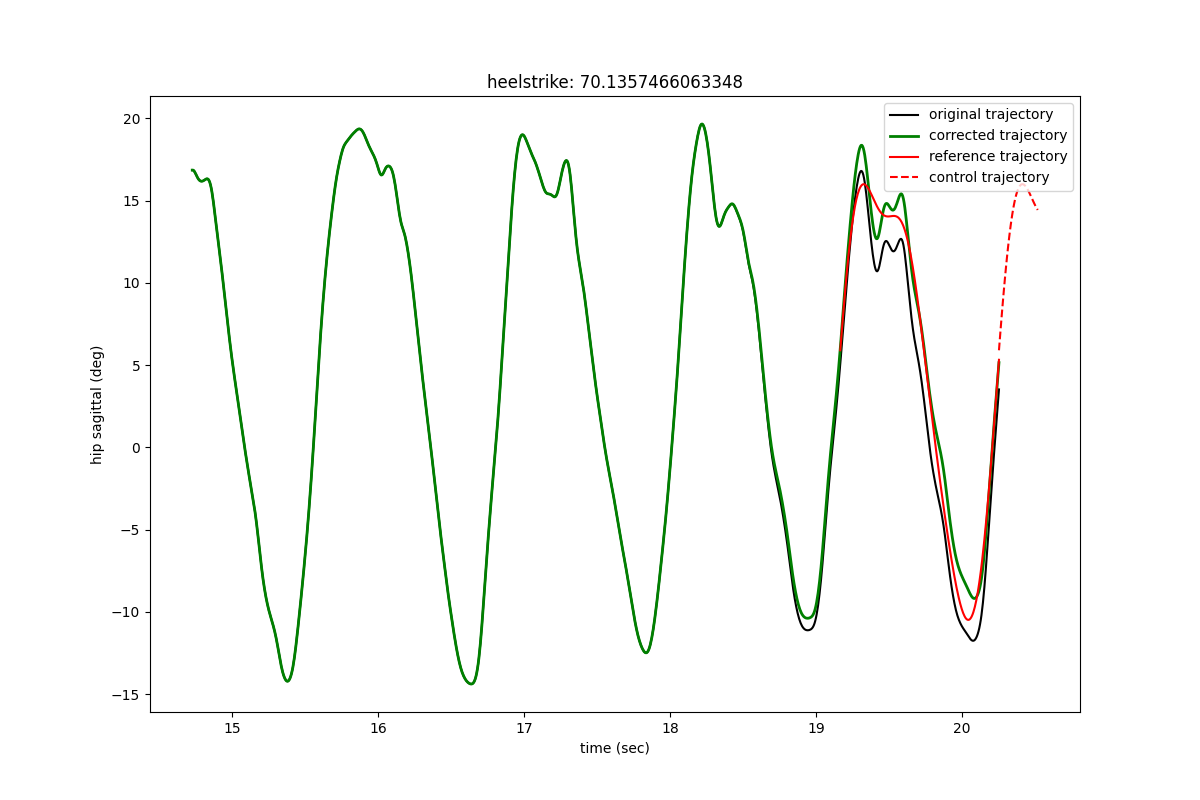 heelstrike: 70.1357466063348
original trajectory
corrected trajectory
reference trajectory
control trajectory
20
15
10
5
0
−5
−10
−15
hip sagittal (deg)
15 16 17 18 19 20
time (sec)